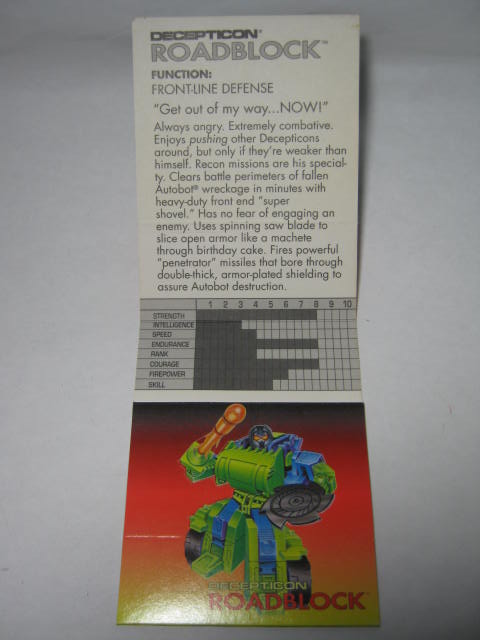 DECEPTICON®
ROADBLOCK™
FUNCTION:
FRONT-LINE DEFENSE
"Get out of my way...NOW!"
Always angry. Extremely combative.
Enjoys pushing other Decepticons
around, but only if they're weaker than
himself. Recon missions are his special-
ty. Clears battle perimeters of fallen
Autobot® wreckage in minutes with
heavy-duty front end "super
shovel." Has no fear of engaging an
enemy. Uses spinning saw blade to
slice open armor like a machete
through birthday cake. Fires powerful
"penetrator" missiles that bore through
double-thick, armor-plated shielding to
assure Autobot destruction.
1 2 3 4 5 6 7 8 9 10
STRENGTH
INTELLIGENCE
SPEED
ENDURANCE
RANK
COURAGE
FIREPOWER
SKILL
DECEPTICON
ROADBLOCK